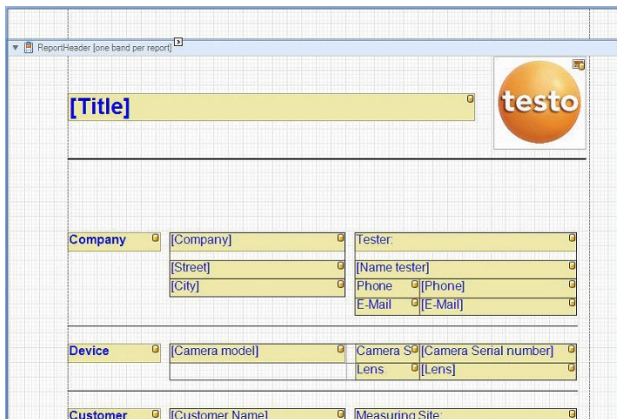 ReportHeader [one band per report]
testo
[Title]
Company [Company] Tester:
[Street] [Name tester]
[City] Phone [Phone]
E-Mail [E-Mail]
Device [Camera model] Camera S [Camera Serial number]
Lens [Lens]
Customer [Customer Name] Measuring Site: